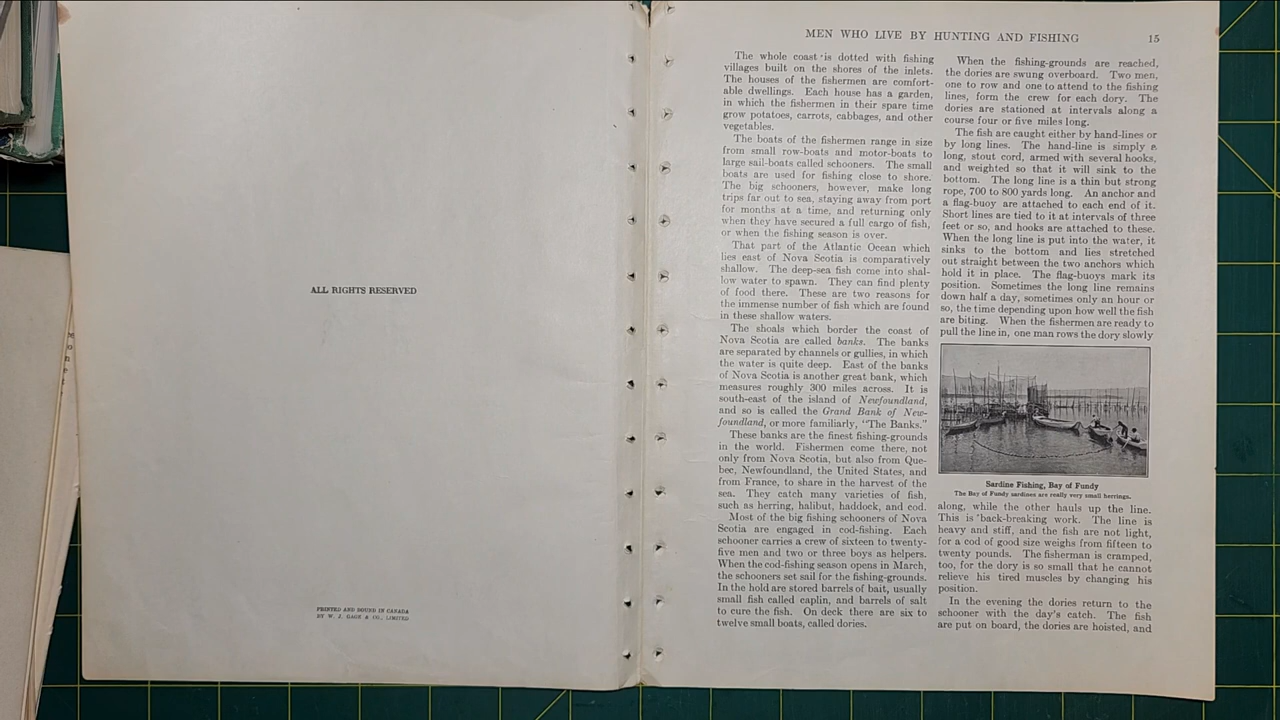 ALL RIGHTS RESERVED
PRINTED AND BOUND IN CANADA
BY W. J. GAGE & CO., LIMITED
MEN WHO LIVE BY HUNTING AND FISHING 15
The whole coast is dotted with fishing
villages built on the shores of the inlets.
The houses of the fishermen are comfort-
able dwellings. Each house has a garden,
in which the fishermen in their spare time
grow potatoes, carrots, cabbages, and other
vegetables.
The boats of the fishermen range in size
from small row-boats and motor-boats to
large sail-boats called schooners. The small
boats are used for fishing close to shore.
The big schooners, however, make long
trips far out to sea, staying away from port
for months at a time, and returning only
when they have secured a full cargo of fish,
or when the fishing season is over.
That part of the Atlantic Ocean which
lies east of Nova Scotia is comparatively
shallow. The deep-sea fish come into shal-
low water to spawn. They can find plenty
of food there. These are two reasons for
the immense number of fish which are found
in these shallow waters.
The shoals which border the coast of
Nova Scotia are called banks. The banks
are separated by channels or gullies, in which
the water is quite deep. East of the banks
of Nova Scotia is another great bank, which
measures roughly 300 miles across. It is
south-east of the island of Newfoundland,
and so is called the Grand Bank of New-
foundland, or more familiarly, “The Banks.”
These banks are the finest fishing-grounds
in the world. Fishermen come there, not
only from Nova Scotia, but also from Que-
bec, Newfoundland, the United States, and
from France, to share in the harvest of the
sea. They catch many varieties of fish,
such as herring, halibut, haddock, and cod.
Most of the big fishing schooners of Nova
Scotia are engaged in cod-fishing. Each
schooner carries a crew of sixteen to twenty-
five men and two or three boys as helpers.
When the cod-fishing season opens in March,
the schooners set sail for the fishing-grounds.
In the hold are stored barrels of bait, usually
small fish called caplin, and barrels of salt
to cure the fish. On deck there are six to
twelve small boats, called dories.
When the fishing-grounds are reached,
the dories are swung overboard. Two men,
one to row and one to attend to the fishing
lines, form the crew for each dory. The
dories are stationed at intervals along a
course four or five miles long.
The fish are caught either by hand-lines or
by long lines. The hand-line is simply a
long, stout cord, armed with several hooks,
and weighted so that it will sink to the
bottom. The long line is a thin but strong
rope, 700 to 800 yards long. An anchor and
a flag-buoy are attached to each end of it.
Short lines are tied to it at intervals of three
feet or so, and hooks are attached to these.
When the long line is put into the water, it
sinks to the bottom and lies stretched
out straight between the two anchors which
hold it in place. The flag-buoys mark its
position. Sometimes the long line remains
down half a day, sometimes only an hour or
so, the time depending upon how well the fish
are biting. When the fishermen are ready to
pull the line in, one man rows the dory slowly
Sardine Fishing, Bay of Fundy
The Bay of Fundy sardines are really very small herrings.
along, while the other hauls up the line.
This is back-breaking work. The line is
heavy and stiff, and the fish are not light,
for a cod of good size weighs from fifteen to
twenty pounds. The fisherman is cramped,
too, for the dory is so small that he cannot
relieve his tired muscles by changing his
position.
In the evening the dories return to the
schooner with the day's catch. The fish
are put on board, the dories are hoisted, and